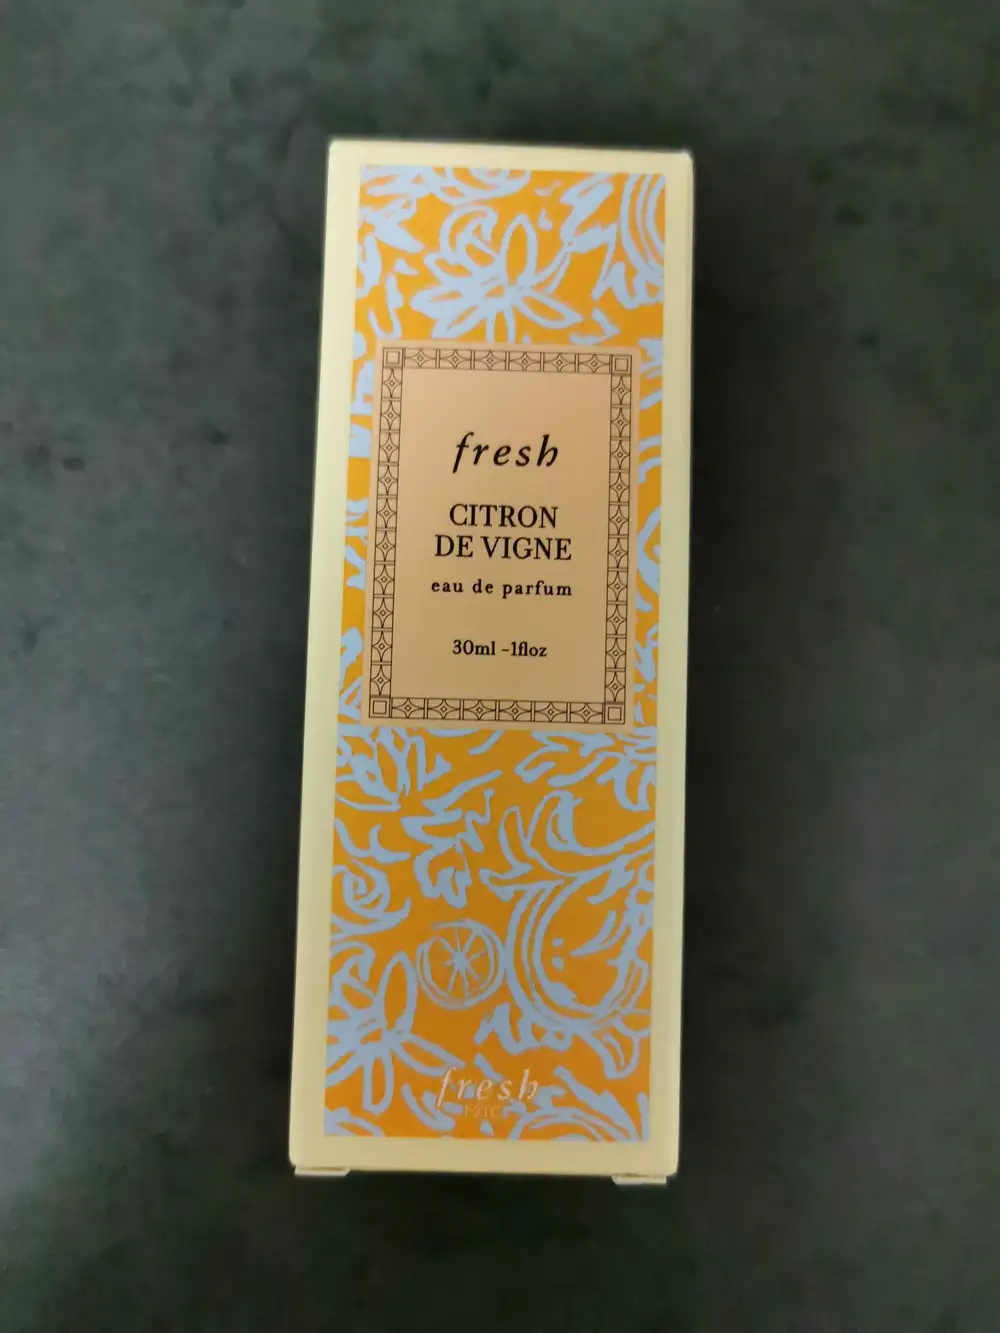 fresh
CITRON
DE VIGNE
eau de parfum
30ml -1floz
fresh